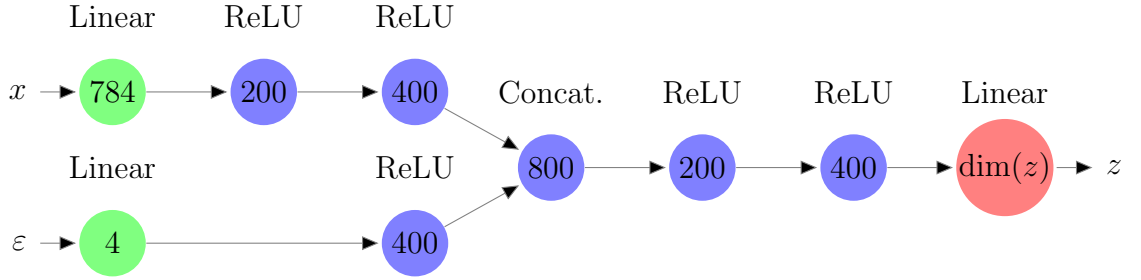 Linear ReLU ReLU
x 784 200 400
Concat. ReLU ReLU Linear
Linear ReLU
800 200 400 dim(z) z
ε 4 400